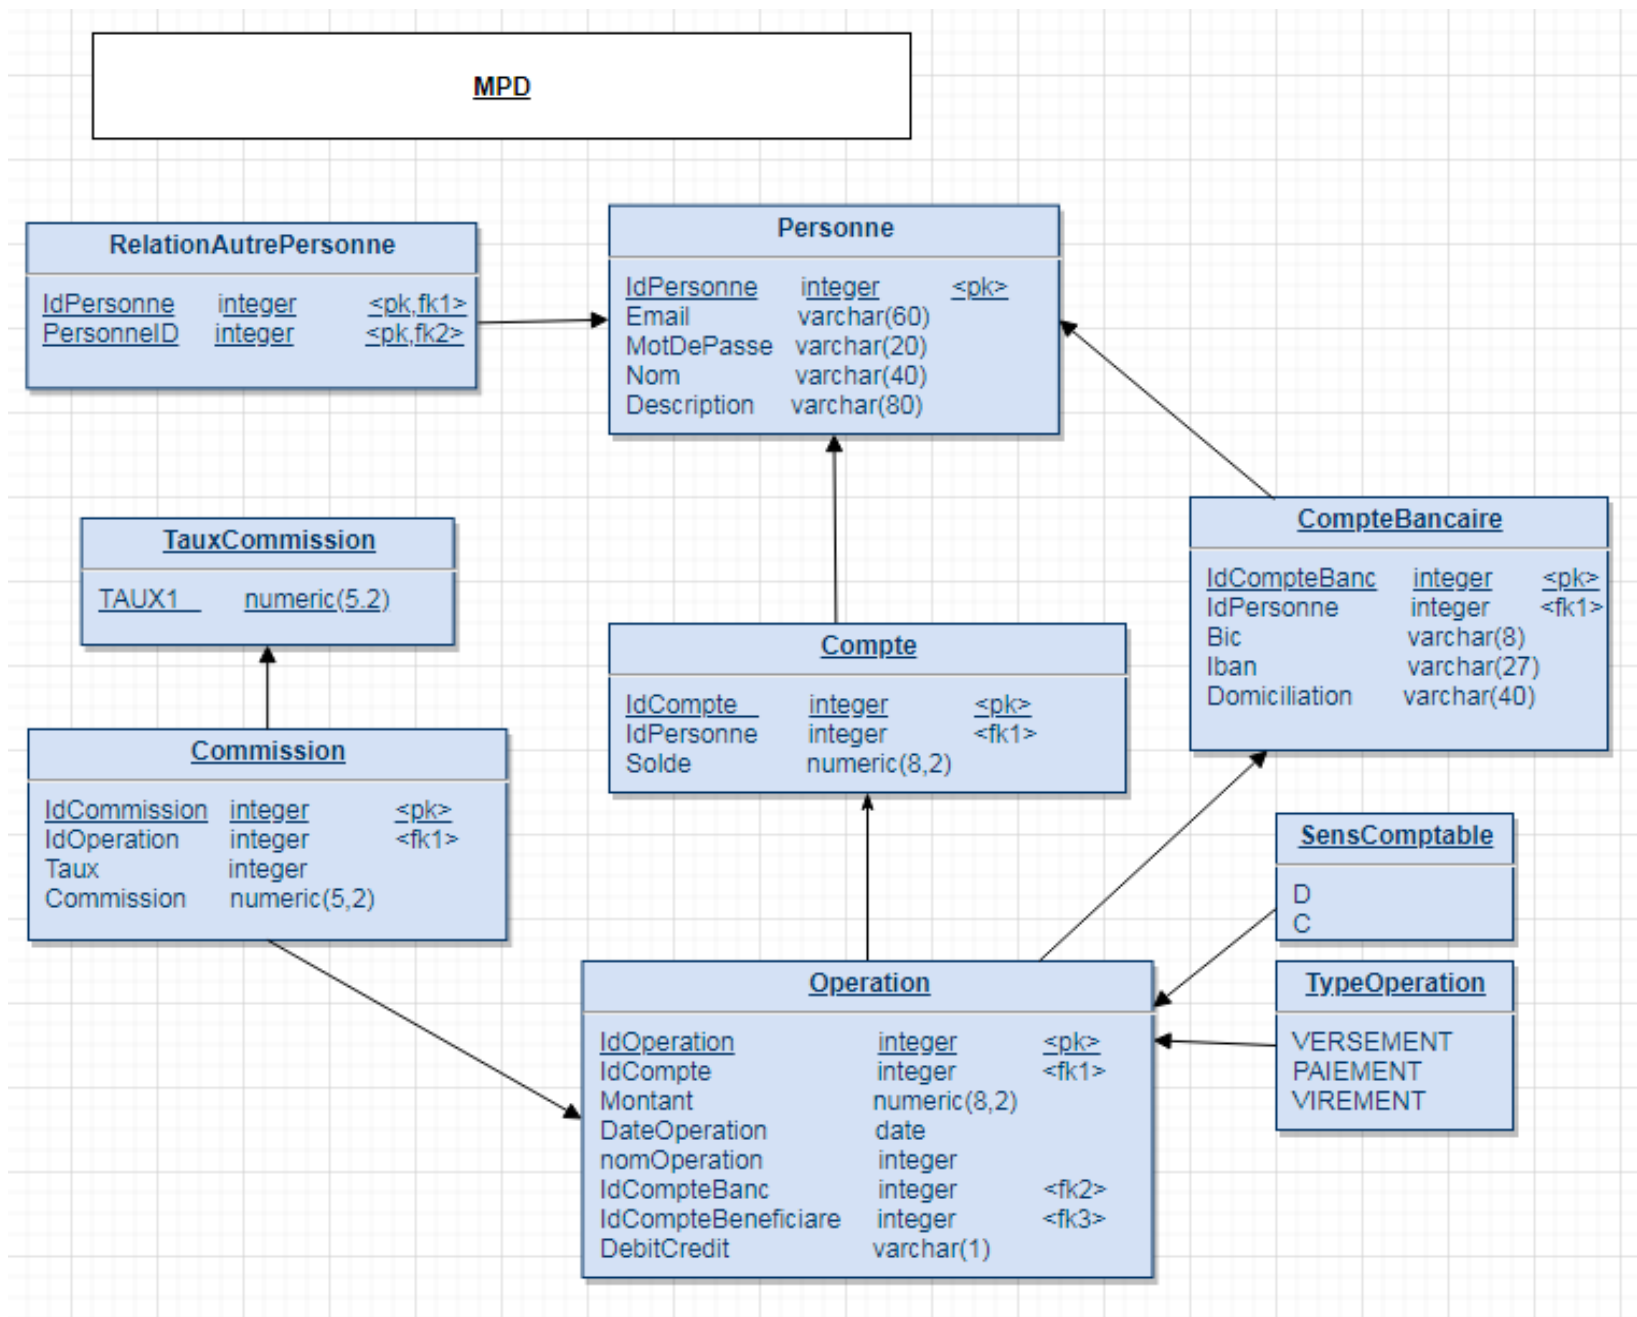 MPD
RelationAutrePersonne
IdPersonne integer <pk,fk1>
PersonneID integer <pk,fk2>
Personne
IdPersonne integer <pk>
Email varchar(60)
MotDePasse varchar(20)
Nom varchar(40)
Description varchar(80)
TauxCommission
TAUX1 numeric(5.2)
CompteBancaire
IdCompteBanc integer <pk>
IdPersonne integer <fk1>
Bic varchar(8)
Iban varchar(27)
Domiciliation varchar(40)
Compte
IdCompte integer <pk>
IdPersonne integer <fk1>
Solde numeric(8,2)
Commission
IdCommission integer <pk>
IdOperation integer <fk1>
Taux integer
Commission numeric(5,2)
SensComptable
D
C
Operation
IdOperation integer <pk>
IdCompte integer <fk1>
Montant numeric(8,2)
DateOperation date
nomOperation integer
IdCompteBanc integer <fk2>
IdCompteBeneficiare integer <fk3>
DebitCredit varchar(1)
TypeOperation
VERSEMENT
PAIEMENT
VIREMENT